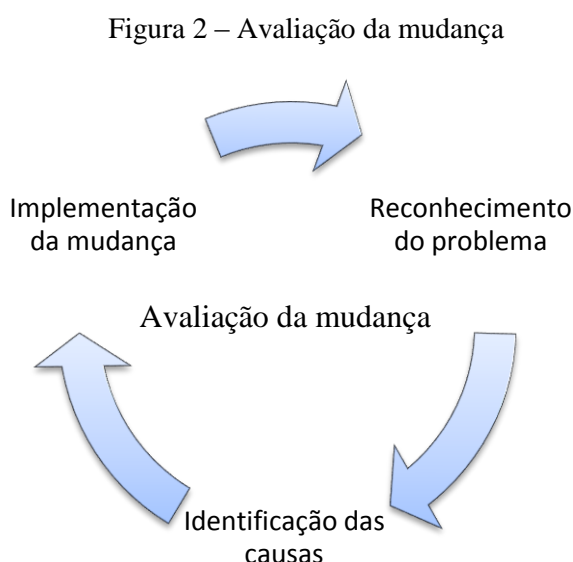 Figura 2 – Avaliação da mudança
Implementação
da mudança
Reconhecimento
do problema
Avaliação da mudança
Identificação das
causas